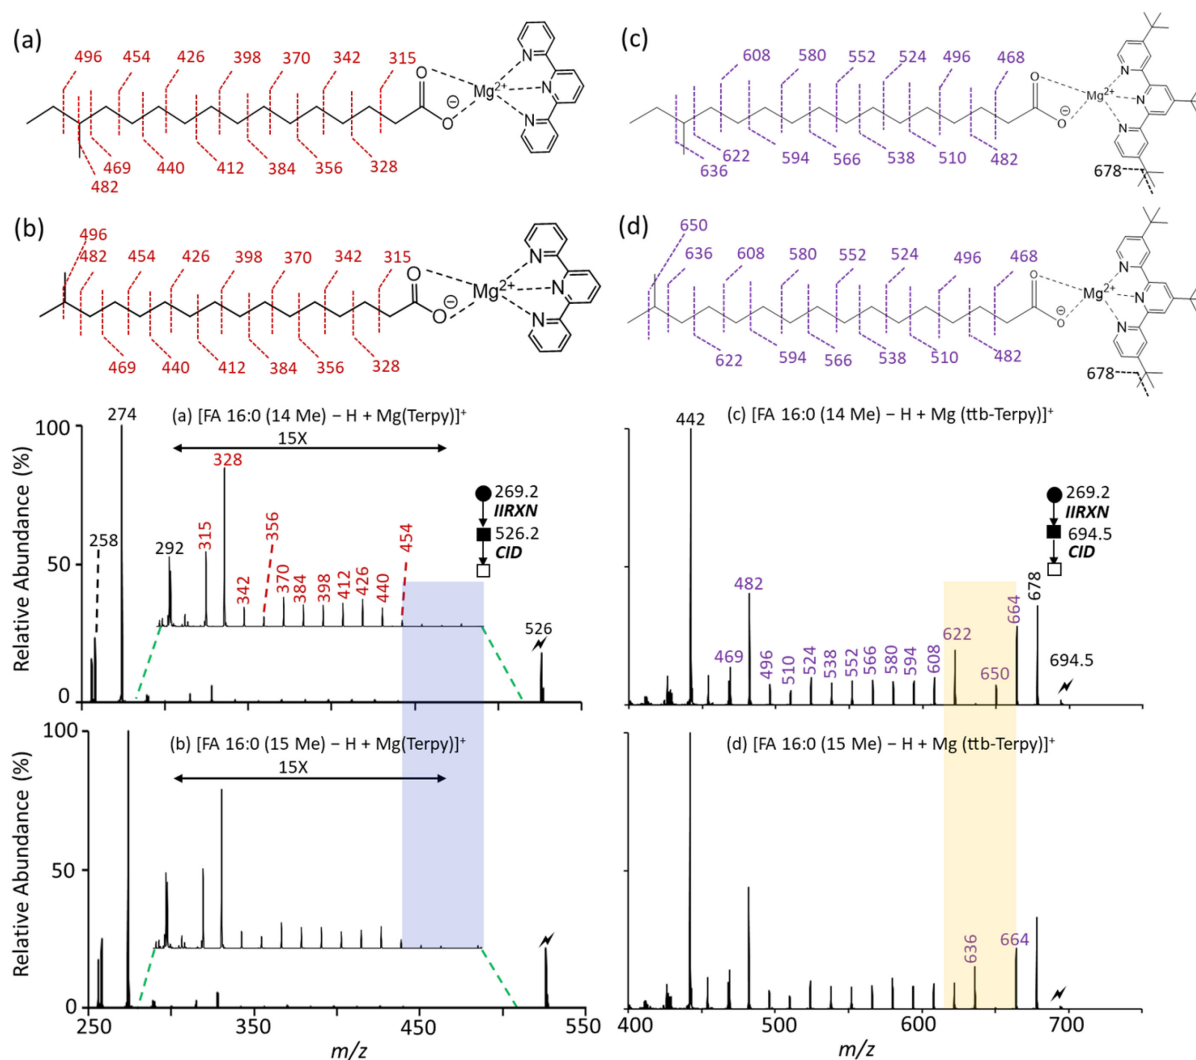 (a)
496 454 426 398 370 342 315
O
⊖
O
Mg2+
N
N
N
469 440 412 384 356 328
482
(c)
608 580 552 524 496 468
O
⊖
O
Mg2+
N
N
N
622 594 566 538 510 482
636
678
(b)
496
482 454 426 398 370 342 315
O
⊖
O
Mg2+
N
N
N
469 440 412 384 356 328
(d)
650
636 608 580 552 524 496 468
O
⊖
O
Mg2+
N
N
N
622 594 566 538 510 482
678
Relative Abundance (%)
100
50
0
274
(a) [FA 16:0 (14 Me) – H + Mg(Terpy)]+
15X
258
292
315
328
342
356
370
384
398
412
426
440
454
269.2
IIRXN
526.2
CID
526
(c) [FA 16:0 (14 Me) – H + Mg (ttb-Terpy)]+
442
482
469
496
510
524
538
552
566
580
594
608
622
650
664
678
694.5
269.2
IIRXN
694.5
CID
Relative Abundance (%)
100
50
0
(b) [FA 16:0 (15 Me) – H + Mg(Terpy)]+
15X
250 350 450 550
m/z
(d) [FA 16:0 (15 Me) – H + Mg (ttb-Terpy)]+
636
664
400 500 600 700
m/z